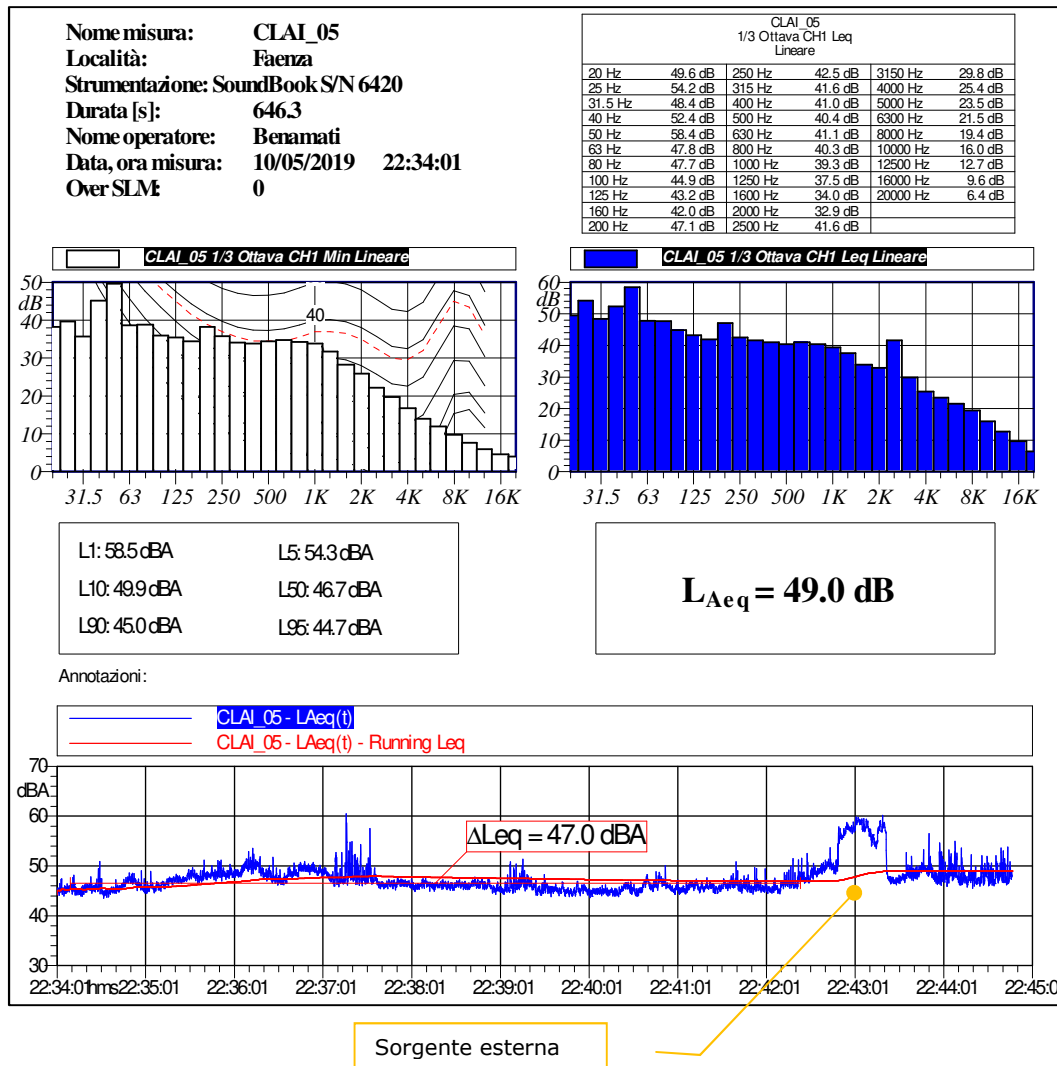 Nome misura: CLAI_05
Località: Faenza
Strumentazione: SoundBook S/N 6420
Durata [s]: 646.3
Nome operatore: Benamati
Data, ora misura: 10/05/2019 22:34:01
Over SLM: 0
CLAI_05
1/3 Ottava CH1 Leq
Lineare
20 Hz 49.6 dB 250 Hz 42.5 dB 3150 Hz 29.8 dB
25 Hz 54.2 dB 315 Hz 41.6 dB 4000 Hz 25.4 dB
31.5 Hz 48.4 dB 400 Hz 41.0 dB 5000 Hz 23.5 dB
40 Hz 52.4 dB 500 Hz 40.4 dB 6300 Hz 21.5 dB
50 Hz 58.4 dB 630 Hz 41.1 dB 8000 Hz 19.4 dB
63 Hz 47.8 dB 800 Hz 40.3 dB 10000 Hz 16.0 dB
80 Hz 47.7 dB 1000 Hz 39.3 dB 12500 Hz 12.7 dB
100 Hz 44.9 dB 1250 Hz 37.5 dB 16000 Hz 9.6 dB
125 Hz 43.2 dB 1600 Hz 34.0 dB 20000 Hz 6.4 dB
160 Hz 42.0 dB 2000 Hz 32.9 dB
200 Hz 47.1 dB 2500 Hz 41.6 dB
CLAI_05 1/3 Ottava CH1 Min Lineare
50
dB
40
30
20
10
0
40
31.5 63 125 250 500 1K 2K 4K 8K 16K
CLAI_05 1/3 Ottava CH1 Leq Lineare
60
dB
50
40
30
20
10
0
31.5 63 125 250 500 1K 2K 4K 8K 16K
L1: 58.5 dBA L5: 54.3 dBA
L10: 49.9 dBA L50: 46.7 dBA
L90: 45.0 dBA L95: 44.7 dBA
LAeq = 49.0 dB
Annotazioni:
CLAI_05 - LAeq(t)
CLAI_05 - LAeq(t) - Running Leq
70
dBA
60
50
40
30
ΔLeq = 47.0 dBA
22:34:01hms22:35:01 22:36:01 22:37:01 22:38:01 22:39:01 22:40:01 22:41:01 22:42:01 22:43:01 22:44:01 22:45:0
Sorgente esterna